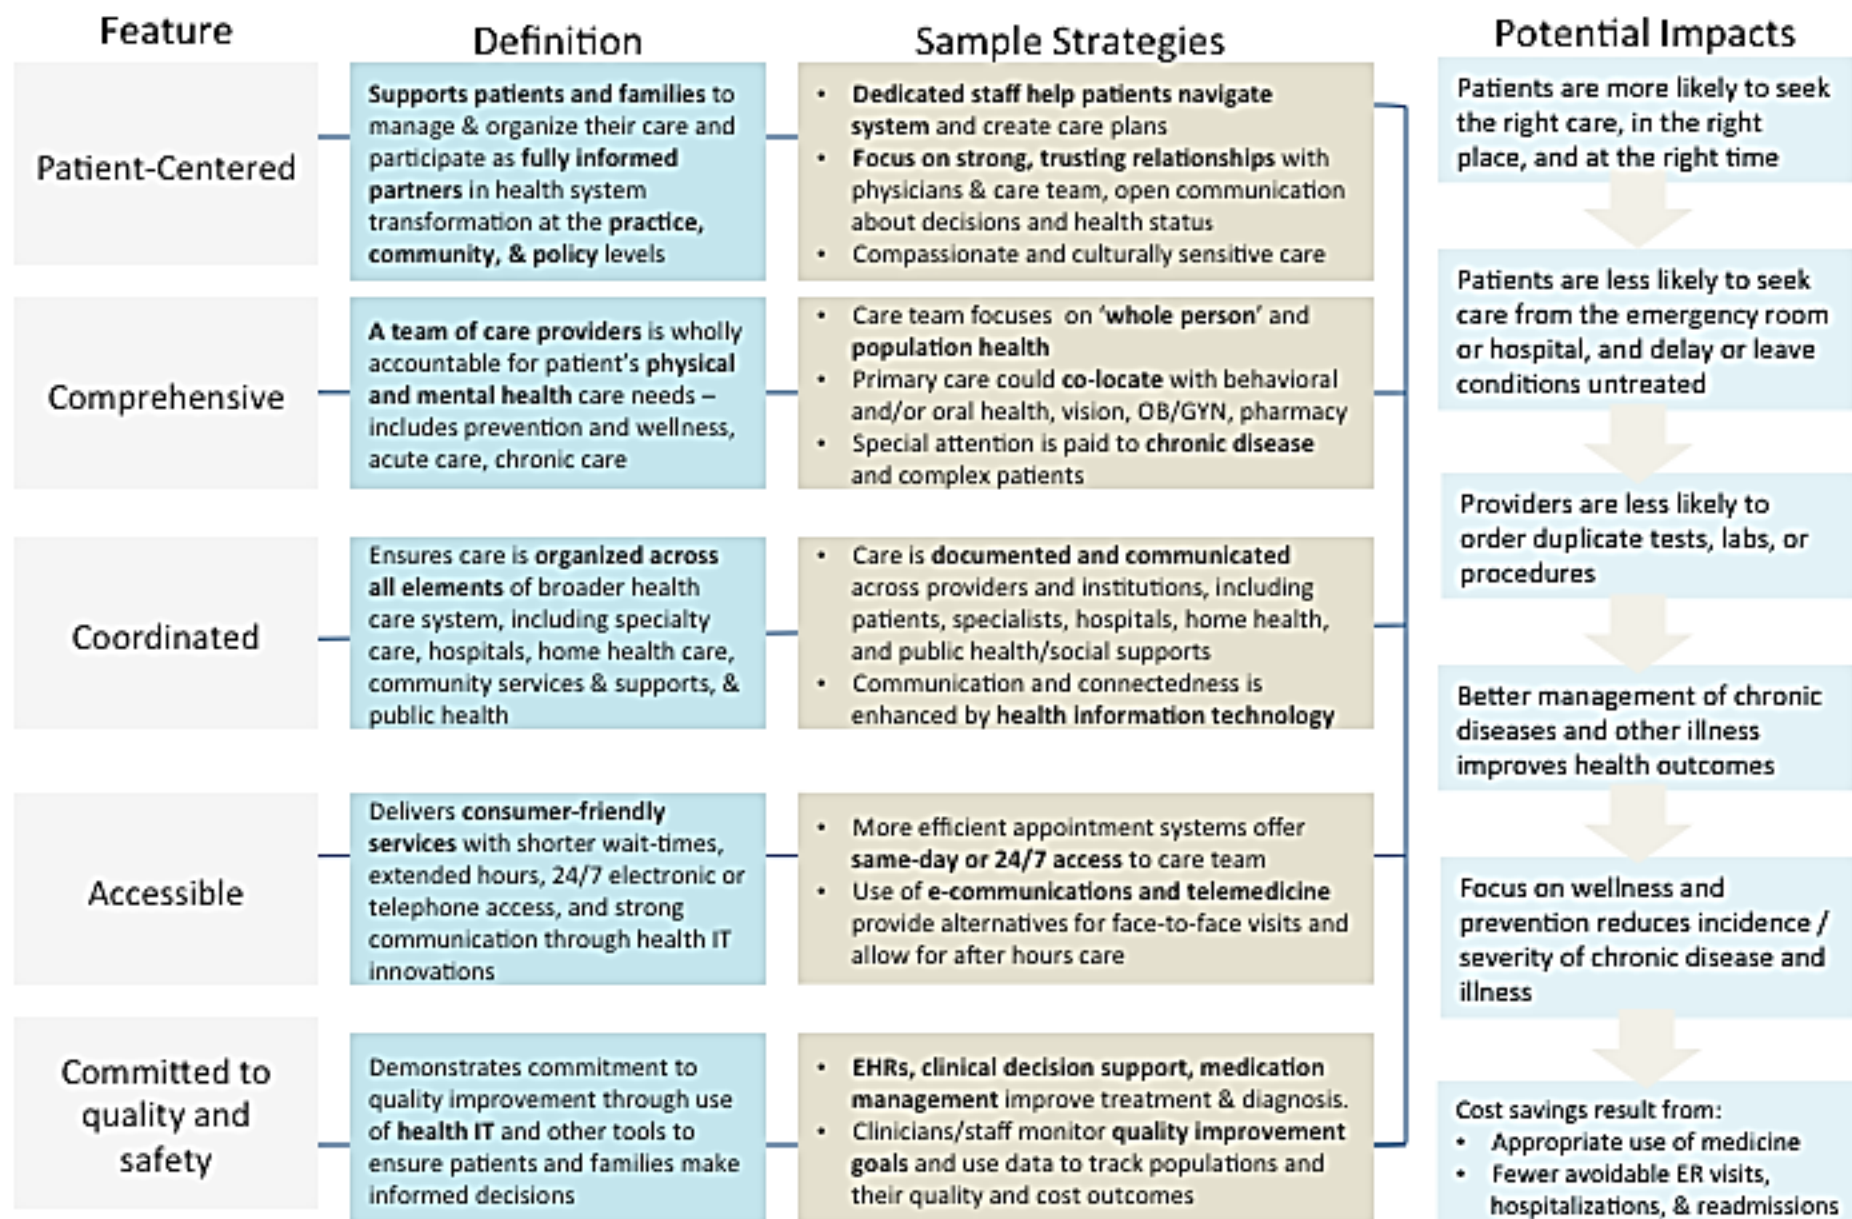 Feature
Definition
Sample Strategies
Potential Impacts
Patient-Centered
Supports patients and families to
manage & organize their care and
participate as fully informed
partners in health system
transformation at the practice,
community, & policy levels
• Dedicated staff help patients navigate
system and create care plans
• Focus on strong, trusting relationships with
physicians & care team, open communication
about decisions and health status
• Compassionate and culturally sensitive care
Comprehensive
A team of care providers is wholly
accountable for patient's physical
and mental health care needs –
includes prevention and wellness,
acute care, chronic care
• Care team focuses on 'whole person' and
population health
• Primary care could co-locate with behavioral
and/or oral health, vision, OB/GYN, pharmacy
• Special attention is paid to chronic disease
and complex patients
Coordinated
Ensures care is organized across
all elements of broader health
care system, including specialty
care, hospitals, home health care,
community services & supports, &
public health
• Care is documented and communicated
across providers and institutions, including
patients, specialists, hospitals, home health,
and public health/social supports
• Communication and connectedness is
enhanced by health information technology
Accessible
Delivers consumer-friendly
services with shorter wait-times,
extended hours, 24/7 electronic or
telephone access, and strong
communication through health IT
innovations
• More efficient appointment systems offer
same-day or 24/7 access to care team
• Use of e-communications and telemedicine
provide alternatives for face-to-face visits and
allow for after hours care
Committed to
quality and
safety
Demonstrates commitment to
quality improvement through use
of health IT and other tools to
ensure patients and families make
informed decisions
• EHRs, clinical decision support, medication
management improve treatment & diagnosis.
• Clinicians/staff monitor quality improvement
goals and use data to track populations and
their quality and cost outcomes
Patients are more likely to seek
the right care, in the right
place, and at the right time
Patients are less likely to seek
care from the emergency room
or hospital, and delay or leave
conditions untreated
Providers are less likely to
order duplicate tests, labs, or
procedures
Better management of chronic
diseases and other illness
improves health outcomes
Focus on wellness and
prevention reduces incidence /
severity of chronic disease and
illness
Cost savings result from:
• Appropriate use of medicine
• Fewer avoidable ER visits,
hospitalizations, & readmissions